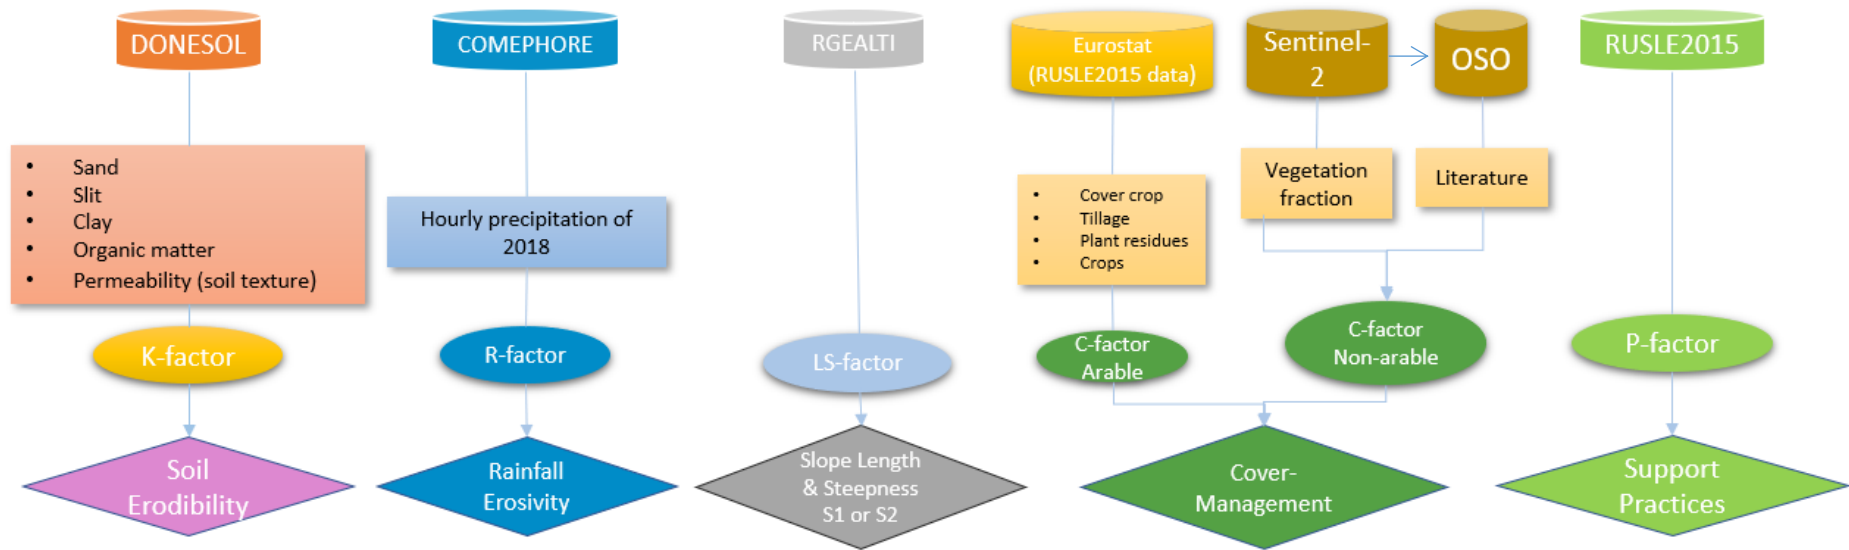 DONESOL
COMEPHORE
RGEALTI
Eurostat
(RUSLE2015 data)
Sentinel-
2
OSO
RUSLE2015
• Sand
• Slit
• Clay
• Organic matter
• Permeability (soil texture)
Hourly precipitation of
2018
• Cover crop
• Tillage
• Plant residues
• Crops
Vegetation
fraction
Literature
K-factor
R-factor
LS-factor
C-factor
Arable
C-factor
Non-arable
P-factor
Soil
Erodibility
Rainfall
Erosivity
Slope Length
& Steepness
S1 or S2
Cover-
Management
Support
Practices